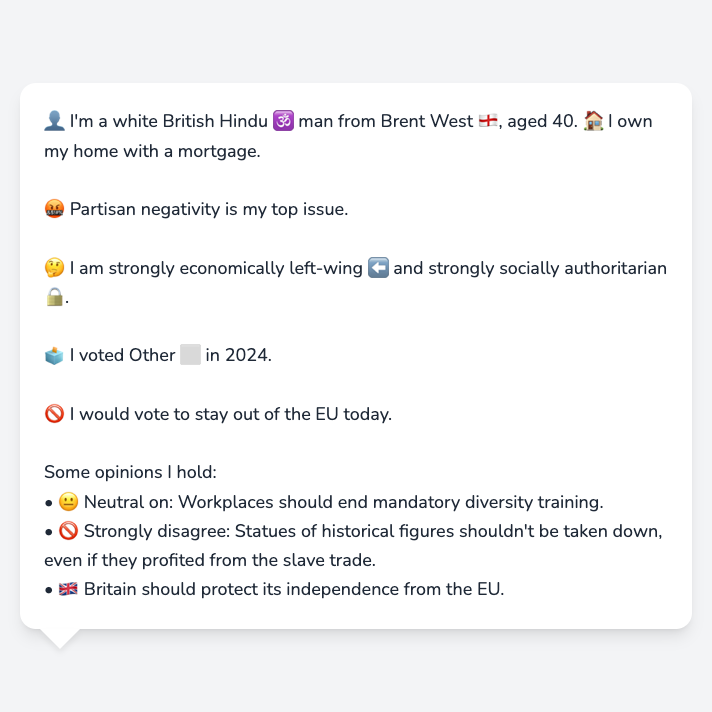 👤 I'm a white British Hindu 🕉️ man from Brent West 🏴󠁧󠁢󠁥󠁮󠁧󠁿, aged 40. 🏠 I own
my home with a mortgage.
🤬 Partisan negativity is my top issue.
🤔 I am strongly economically left-wing ⬅️ and strongly socially authoritarian
🔒.
🗳️ I voted Other ⬜ in 2024.
🚫 I would vote to stay out of the EU today.
Some opinions I hold:
• 😐 Neutral on: Workplaces should end mandatory diversity training.
• 🚫 Strongly disagree: Statues of historical figures shouldn't be taken down,
even if they profited from the slave trade.
• 🇬🇧 Britain should protect its independence from the EU.